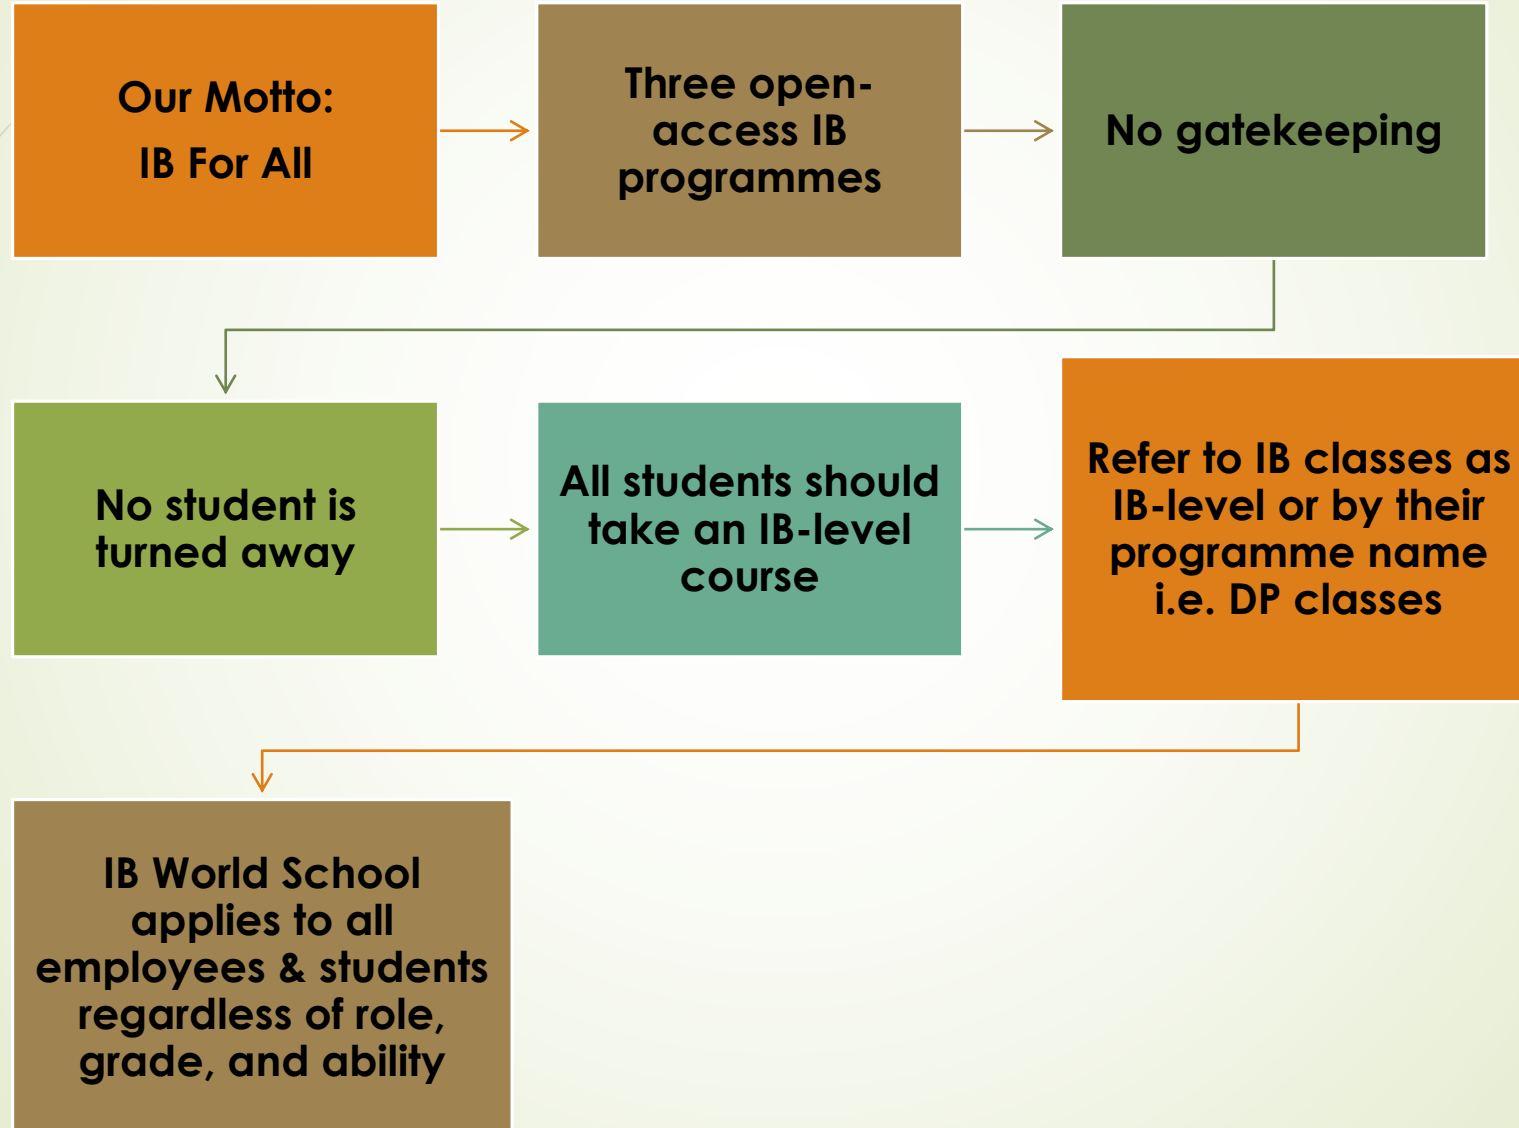 Our Motto:
IB For All
Three open-
access IB
programmes
No gatekeeping
No student is
turned away
All students should
take an IB-level
course
Refer to IB classes as
IB-level or by their
programme name
i.e. DP classes
IB World School
applies to all
employees & students
regardless of role,
grade, and ability